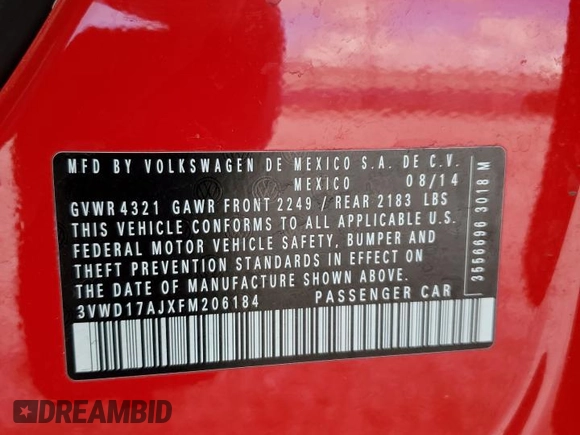 MFD BY VOLKSWAGEN DE MEXICO S.A. DE C.V.
MEXICO 08/14
GVWR 4321 GAWR FRONT 2249 / REAR 2183 LBS
THIS VEHICLE CONFORMS TO ALL APPLICABLE U.S.
FEDERAL MOTOR VEHICLE SAFETY, BUMPER AND
THEFT PREVENTION STANDARDS IN EFFECT ON
THE DATE OF MANUFACTURE SHOWN ABOVE.
3VWD17AJXFM206184 PASSENGER CAR
3556696 3018 M
DREAMBID